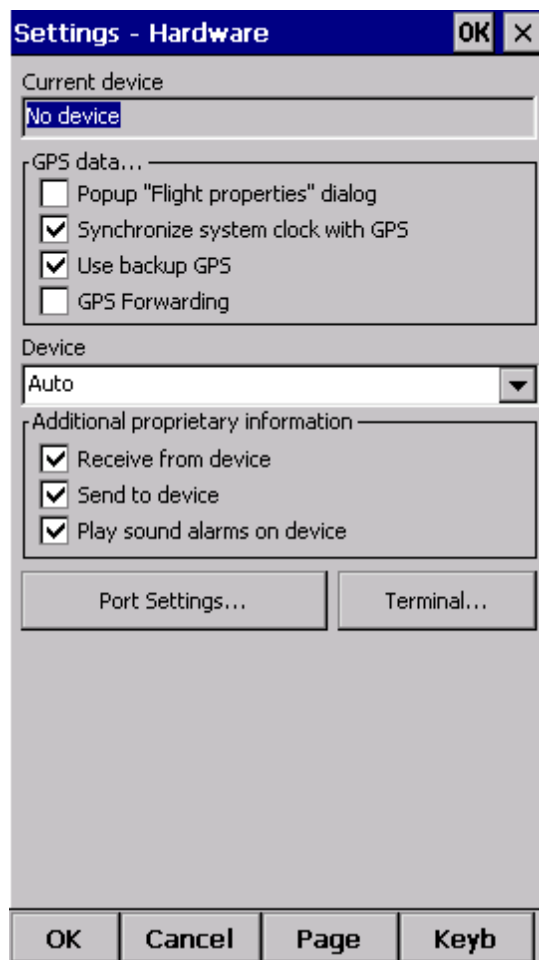 Settings - Hardware OK ×
Current device
No device
GPS data...
Popup "Flight properties" dialog
Synchronize system clock with GPS
Use backup GPS
GPS Forwarding
Device
Auto
Additional proprietary information
Receive from device
Send to device
Play sound alarms on device
Port Settings... Terminal...
OK Cancel Page Keyb